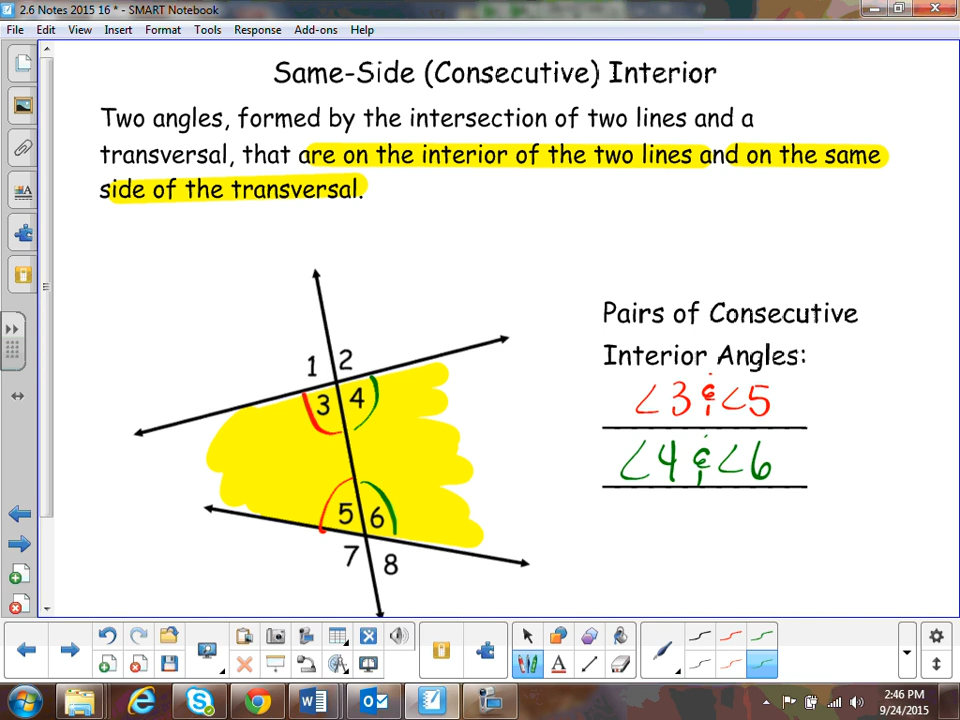 2.6 Notes 2015 16 * - SMART Notebook
File Edit View Insert Format Tools Response Add-ons Help
Same-Side (Consecutive) Interior
Two angles, formed by the intersection of two lines and a
transversal, that are on the interior of the two lines and on the same
side of the transversal.
Pairs of Consecutive
Interior Angles:
∠3 & ∠5
∠4 & ∠6
1 2
3 4
5 6
7 8
2:46 PM
9/24/2015